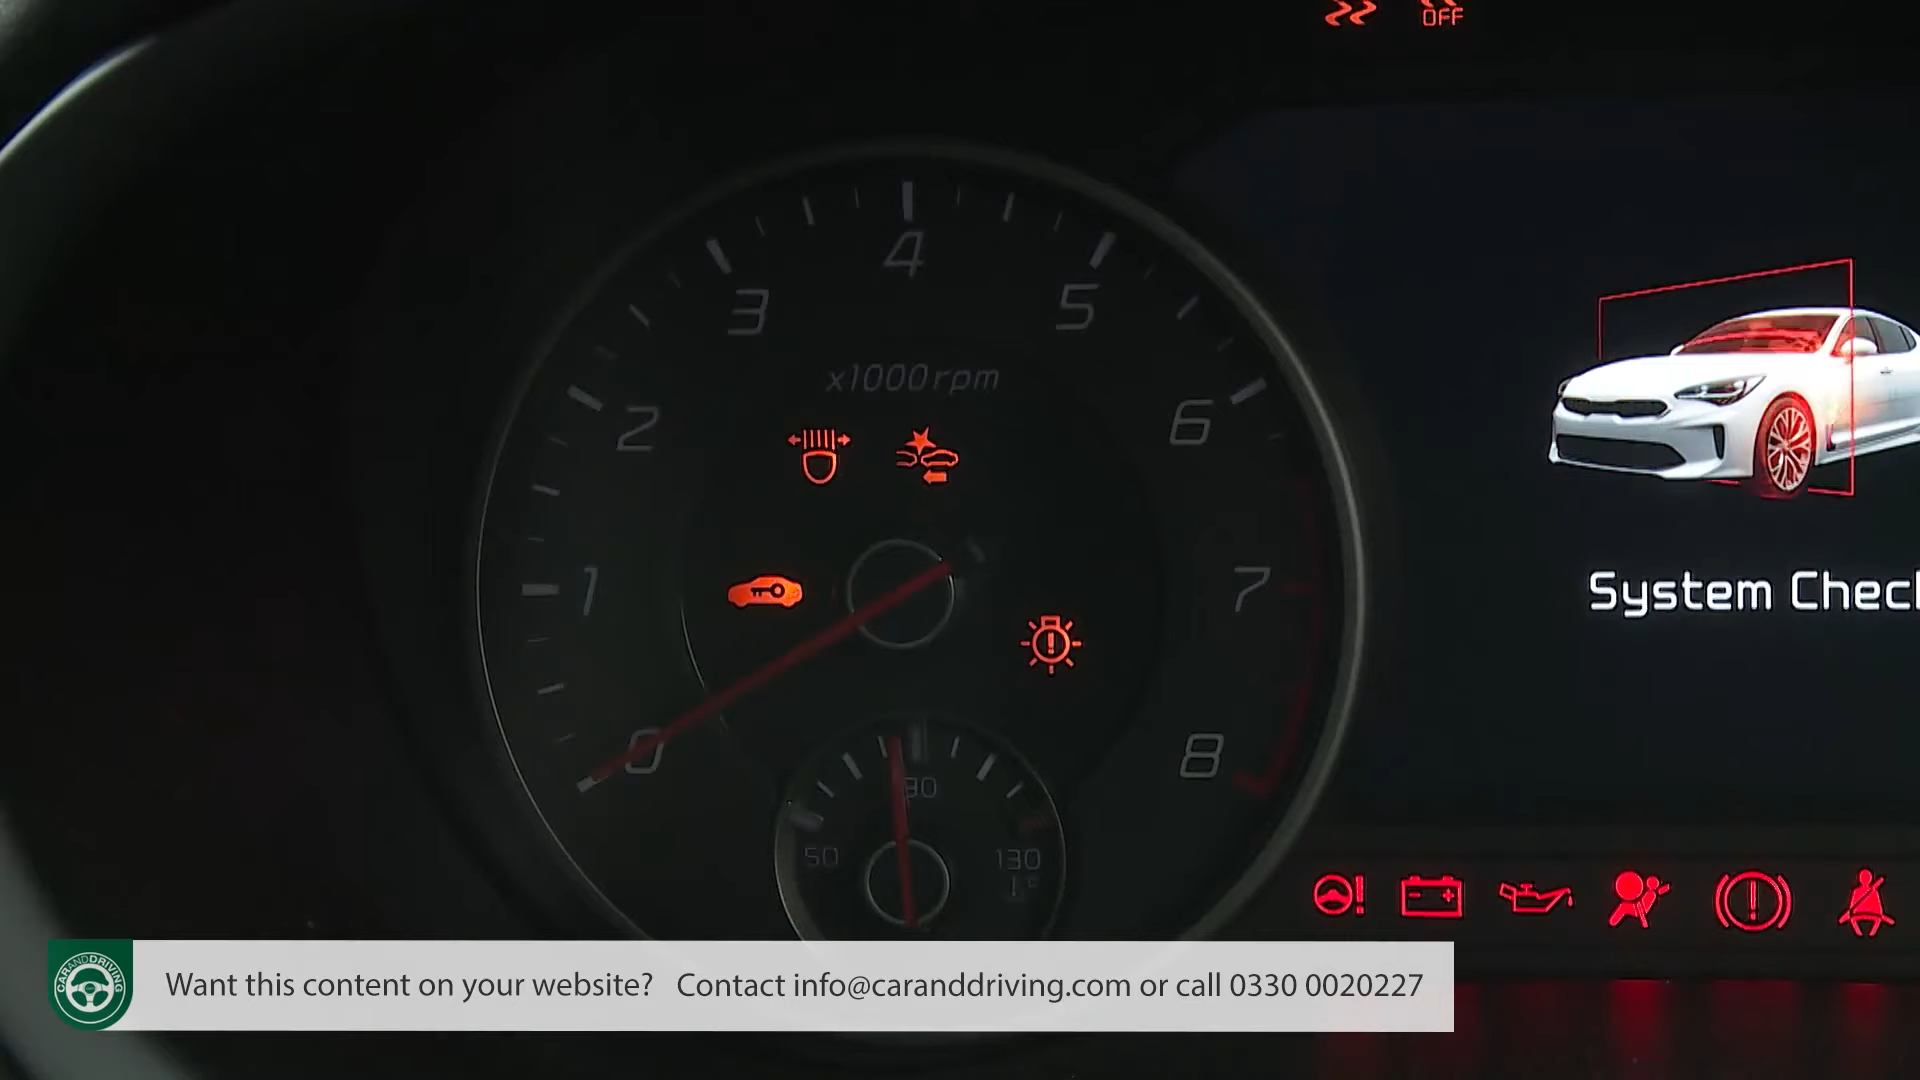 OFF
4
3
5
x1000rpm
2
6
1
7
0
8
System Chec
50
130
CARANDDRIVING
Want this content on your website? Contact info@caranddriving.com or call 0330 0020227